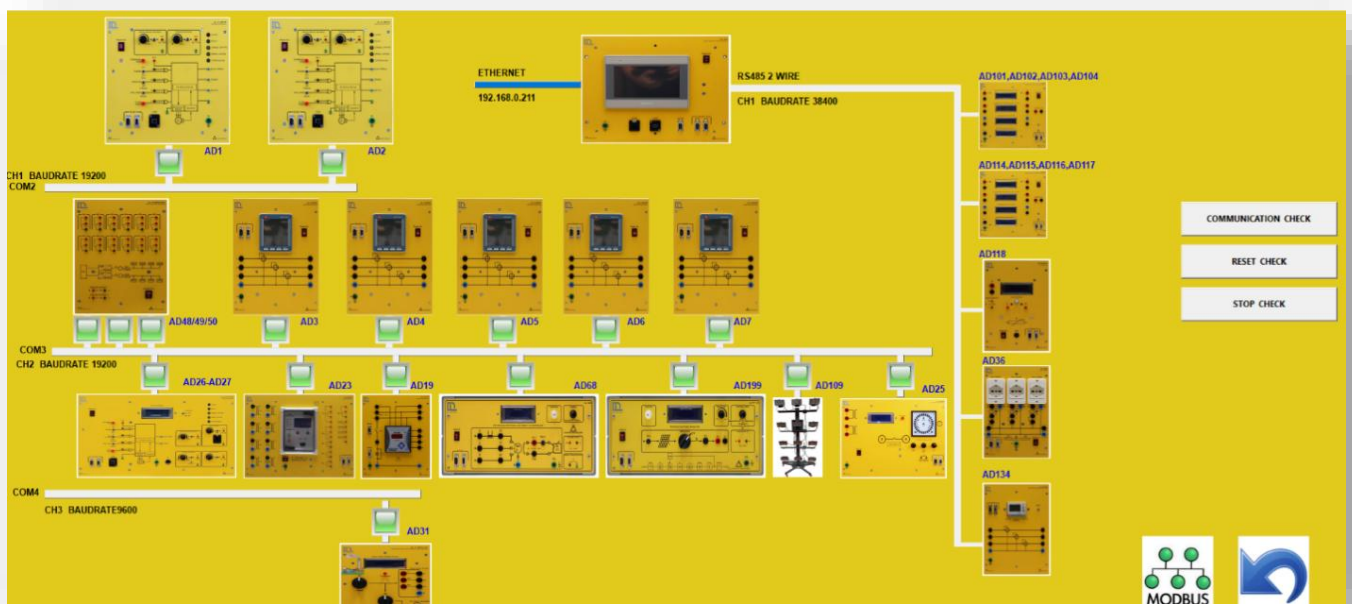 ETHERNET
192.168.0.211
RS485 2 WIRE
CH1 BAUDRATE 38400
AD101,AD102,AD103,AD104
AD1
AD2
CH1 BAUDRATE 19200
COM2
AD114,AD115,AD116,AD117
COMMUNICATION CHECK
RESET CHECK
STOP CHECK
AD118
AD48/49/50
AD3
AD4
AD5
AD6
AD7
COM3
CH2 BAUDRATE 19200
AD36
AD26-AD27
AD23
AD19
AD68
AD199
AD109
AD25
AD134
COM4
CH3 BAUDRATE9600
AD31
MODBUS